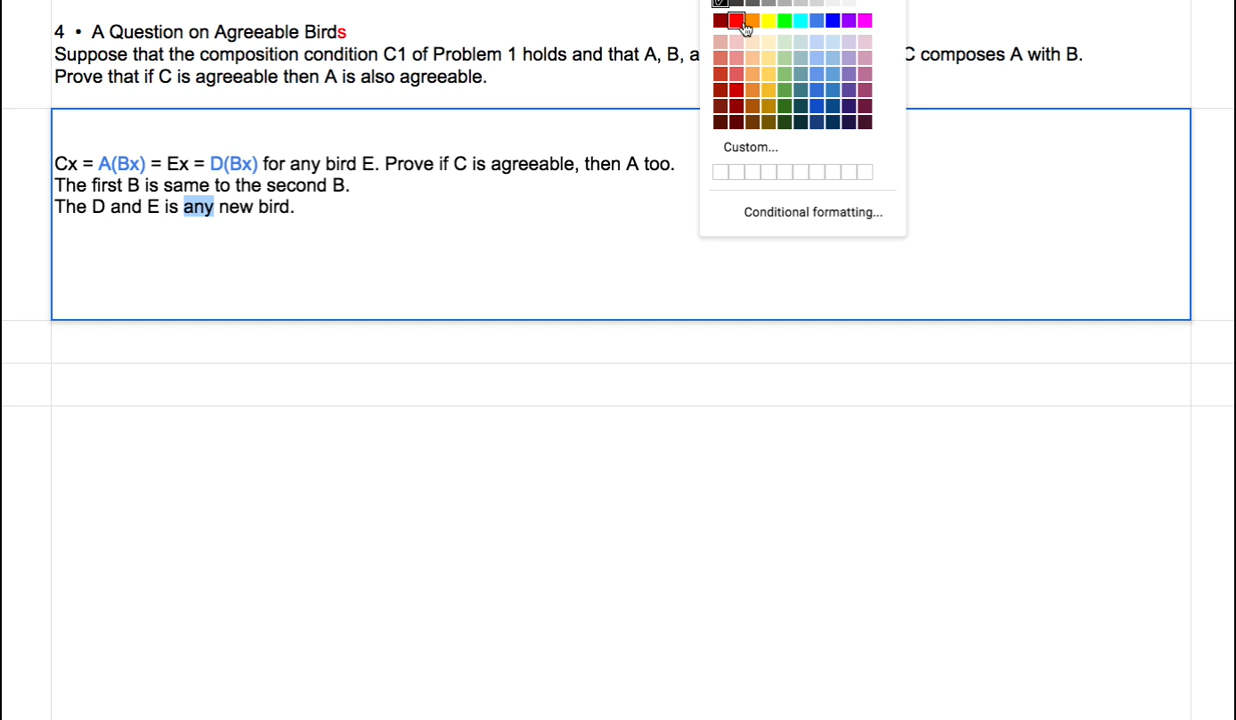 4 • A Question on Agreeable Birds
Suppose that the composition condition C1 of Problem 1 holds and that A, B, a C composes A with B.
Prove that if C is agreeable then A is also agreeable.
Cx = A(Bx) = Ex = D(Bx) for any bird E. Prove if C is agreeable, then A too.
The first B is same to the second B.
The D and E is any new bird.
Custom...
Conditional formatting...